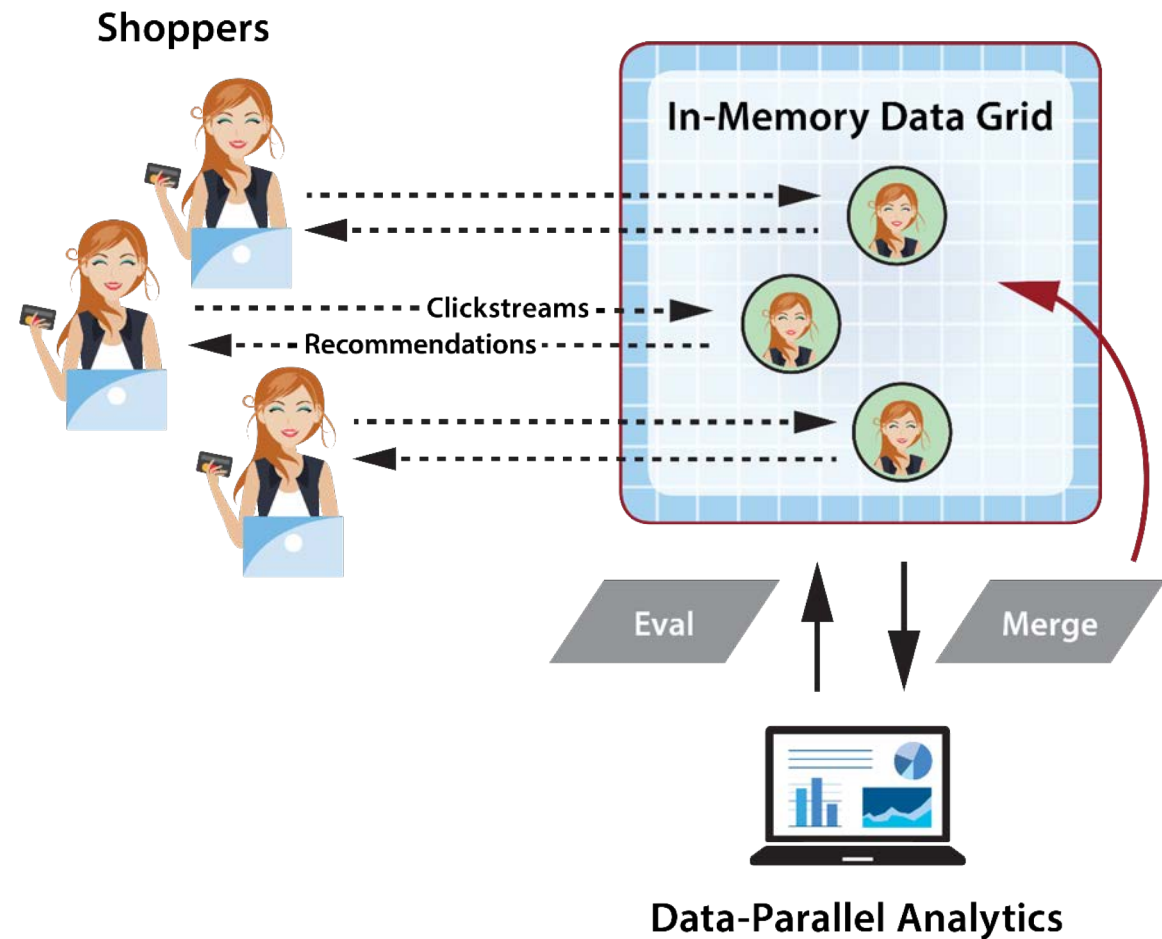 Shoppers
In-Memory Data Grid
Clickstreams
Recommendations
Eval
Merge
Data-Parallel Analytics